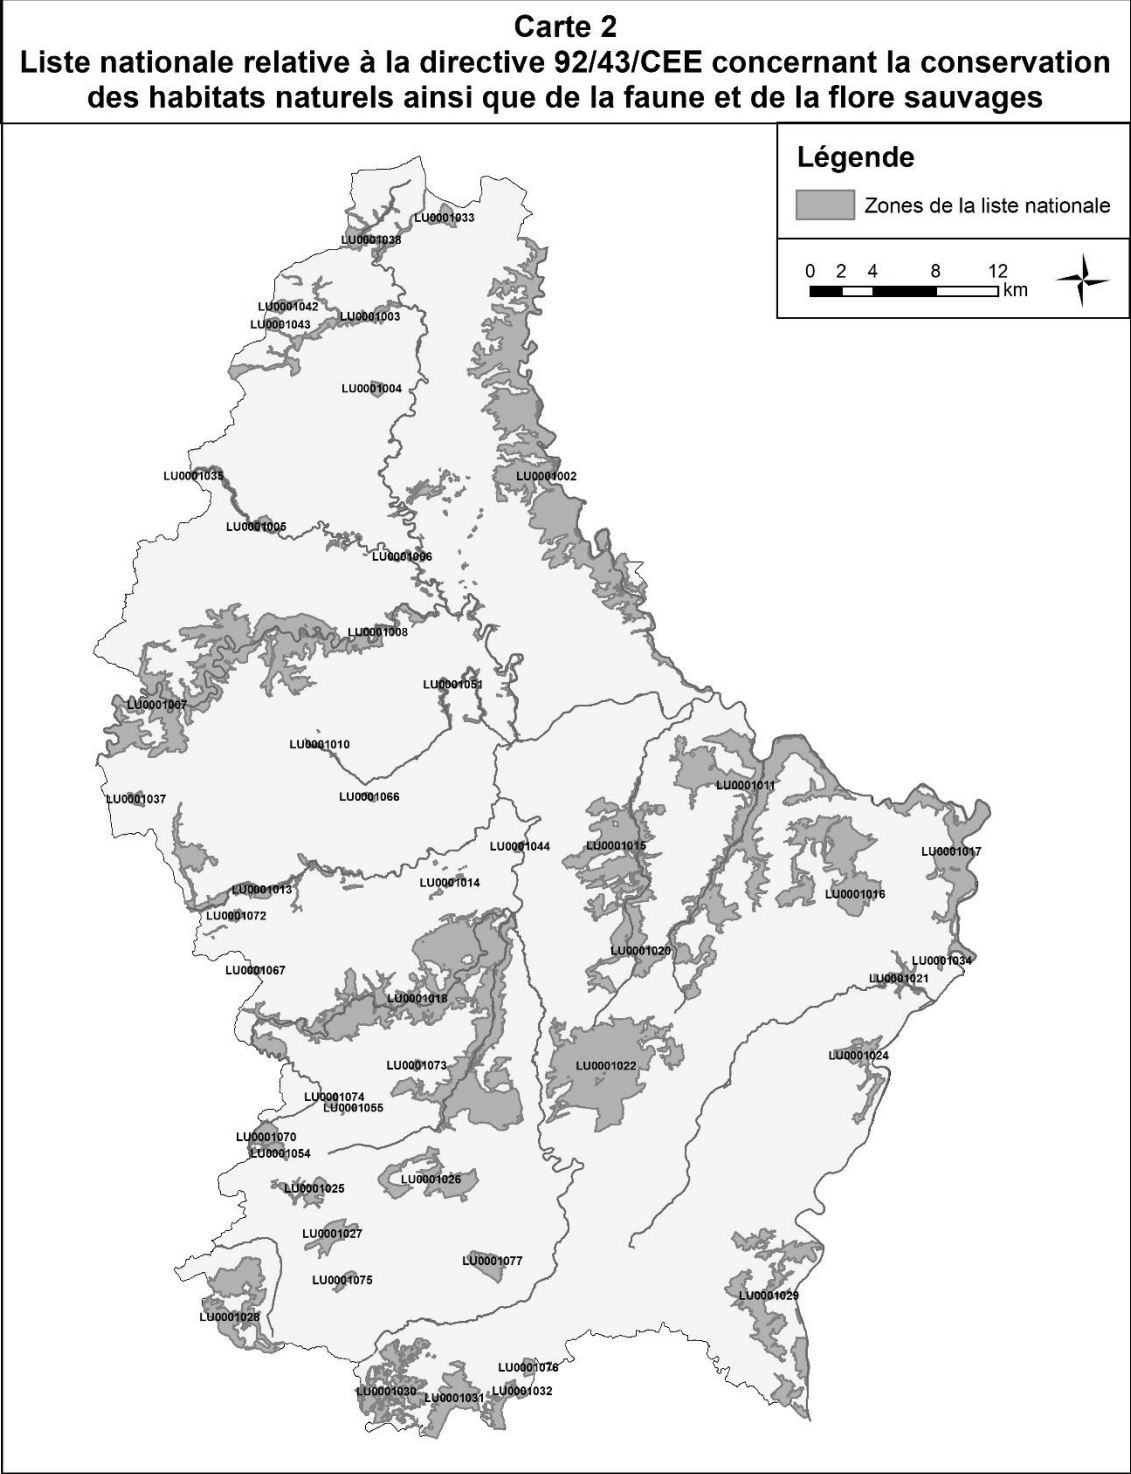 Carte 2
Liste nationale relative à la directive 92/43/CEE concernant la conservation
des habitats naturels ainsi que de la faune et de la flore sauvages
Légende
Zones de la liste nationale
0 2 4 8 12
km
LU0001033
LU0001038
LU0001042
LU0001003
LU0001043
LU0001004
LU0001035
LU0001002
LU0001005
LU0001006
LU0001008
LU0001051
LU0001007
LU0001010
LU0001011
LU0001037
LU0001066
LU0001044
LU0001015
LU0001017
LU0001014
LU0001013
LU0001016
LU0001072
LU0001020
LU0001034
LU0001067
LU0001021
LU0001018
LU0001024
LU0001073
LU0001022
LU0001074
LU0001055
LU0001070
LU0001054
LU0001026
LU0001025
LU0001027
LU0001077
LU0001075
LU0001029
LU0001028
LU0001076
LU0001030
LU0001032
LU0001031